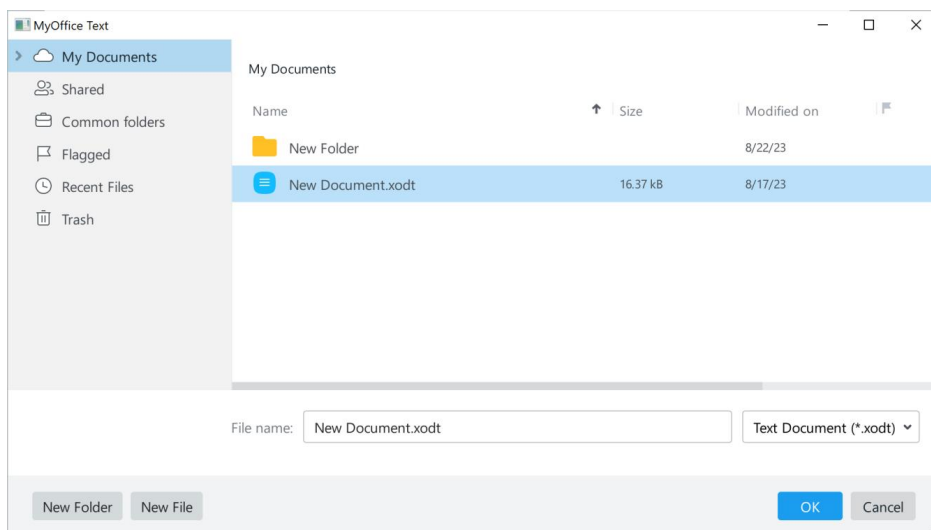 MyOffice Text
My Documents
Shared
Common folders
Flagged
Recent Files
Trash
My Documents
Name Size Modified on
New Folder 8/22/23
New Document.xodt 16.37 kB 8/17/23
File name: New Document.xodt Text Document (*.xodt)
New Folder New File OK Cancel